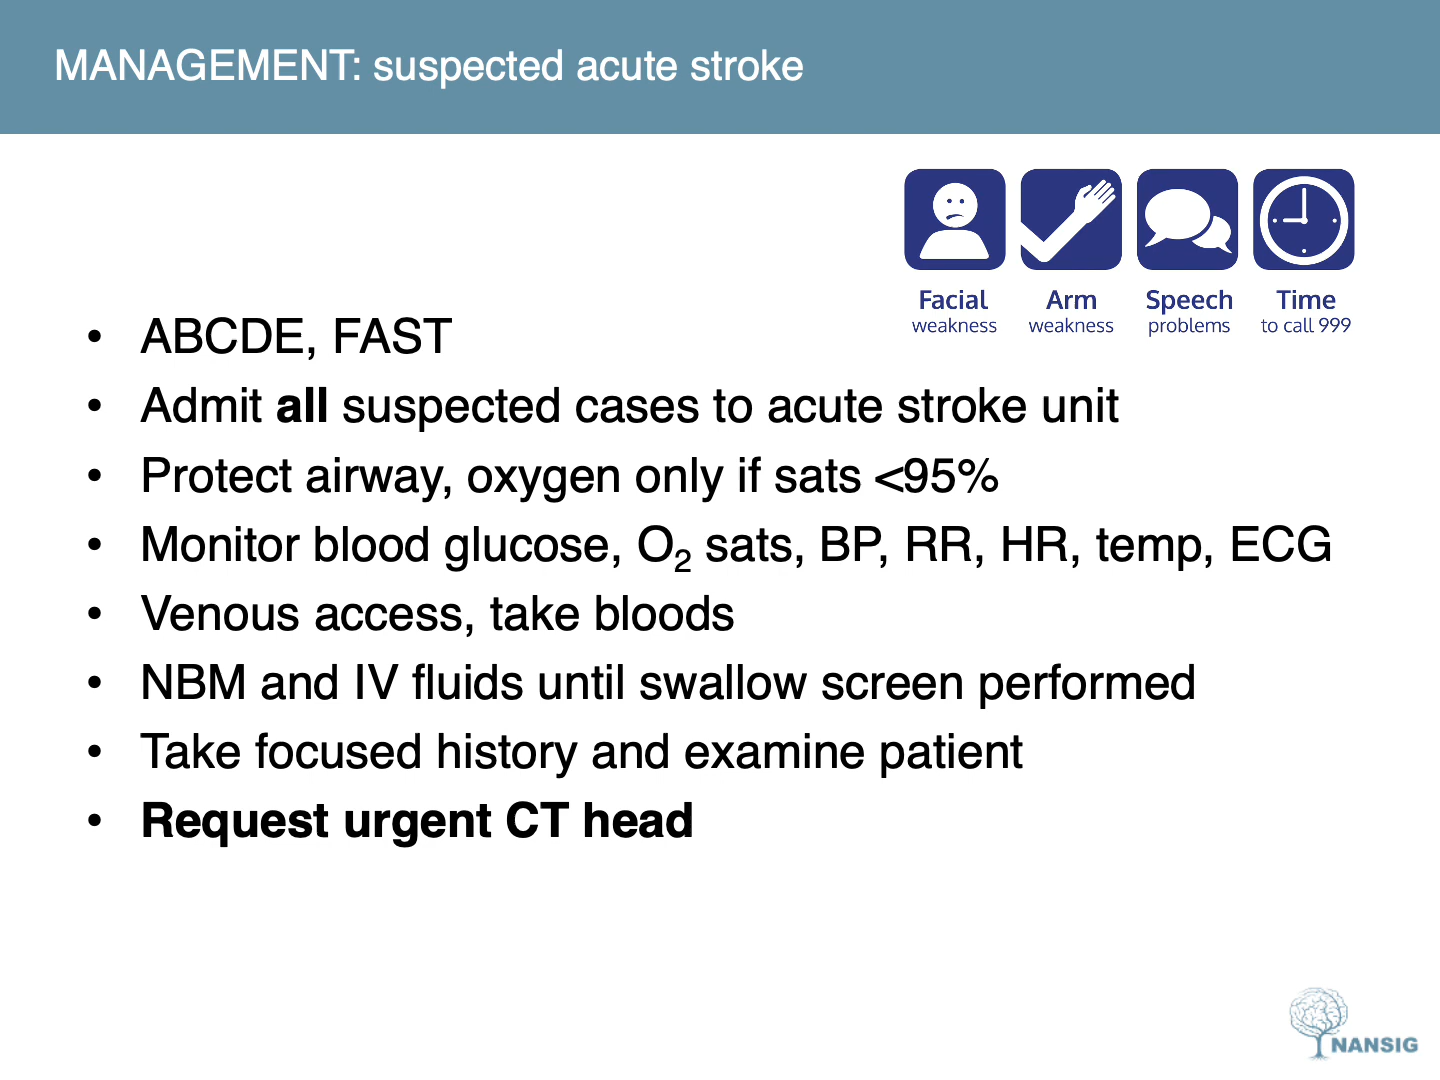 MANAGEMENT: suspected acute stroke
Facial
weakness
Arm
weakness
Speech
problems
Time
to call 999
• ABCDE, FAST
• Admit all suspected cases to acute stroke unit
• Protect airway, oxygen only if sats <95%
• Monitor blood glucose, O₂ sats, BP, RR, HR, temp, ECG
• Venous access, take bloods
• NBM and IV fluids until swallow screen performed
• Take focused history and examine patient
• Request urgent CT head
NANSIG